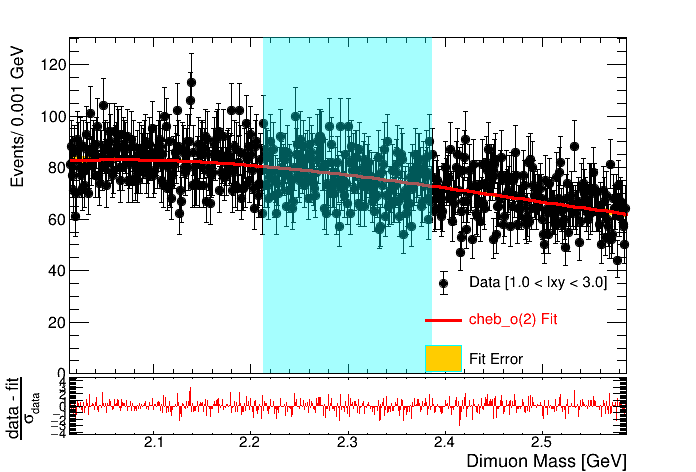 Events/ 0.001 GeV
120
100
80
60
40
20
0
Data [1.0 < lxy < 3.0]
cheb_o(2) Fit
Fit Error
data - fit
σdata
4
2
0
−2
−4
2.1
2.2
2.3
2.4
2.5
Dimuon Mass [GeV]